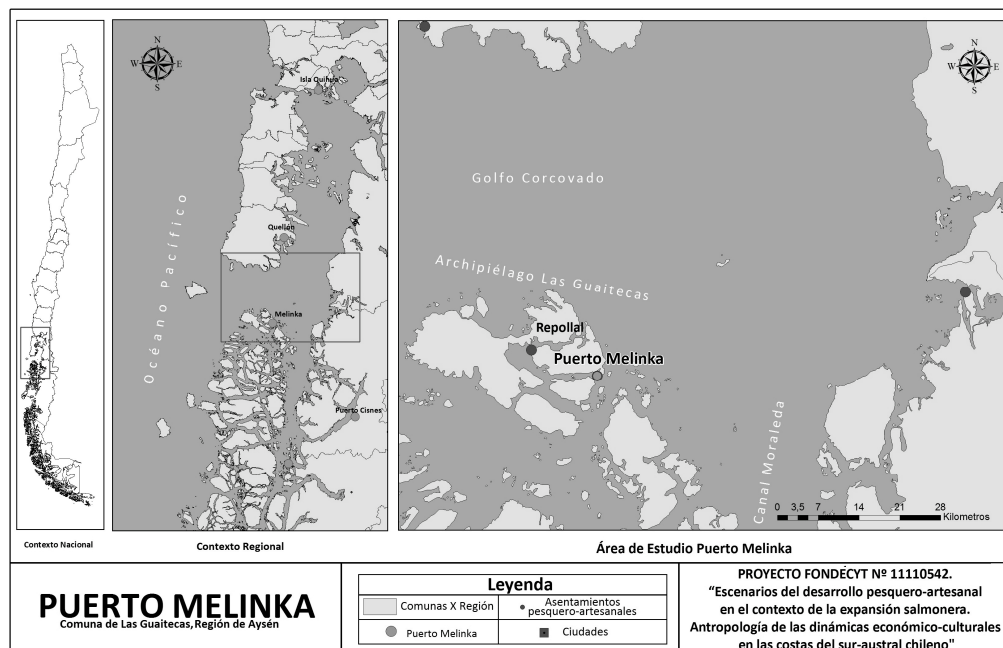 N
W E
S
Isla Quihua
Océano Pacífico
Quellón
Melinka
Puerto Cisnes
N
W E
S
Golfo Corcovado
Archipiélago Las Guaitecas
Repollal
Puerto Melinka
Canal Moraleda
0 3,5 7 14 21 28
Kilometros
Contexto Nacional
Contexto Regional
Área de Estudio Puerto Melinka
PUERTO MELINKA
Comuna de Las Guaitecas,Región de Aysén
Leyenda
Comunas X Región
Asentamientos
pesquero-artesanales
Puerto Melinka
Ciudades
PROYECTO FONDECYT Nº 11110542.
“Escenarios del desarrollo pesquero-artesanal
en el contexto de la expansión salmonera.
Antropología de las dinámicas económico-culturales
en las costas del sur-austral chileno"